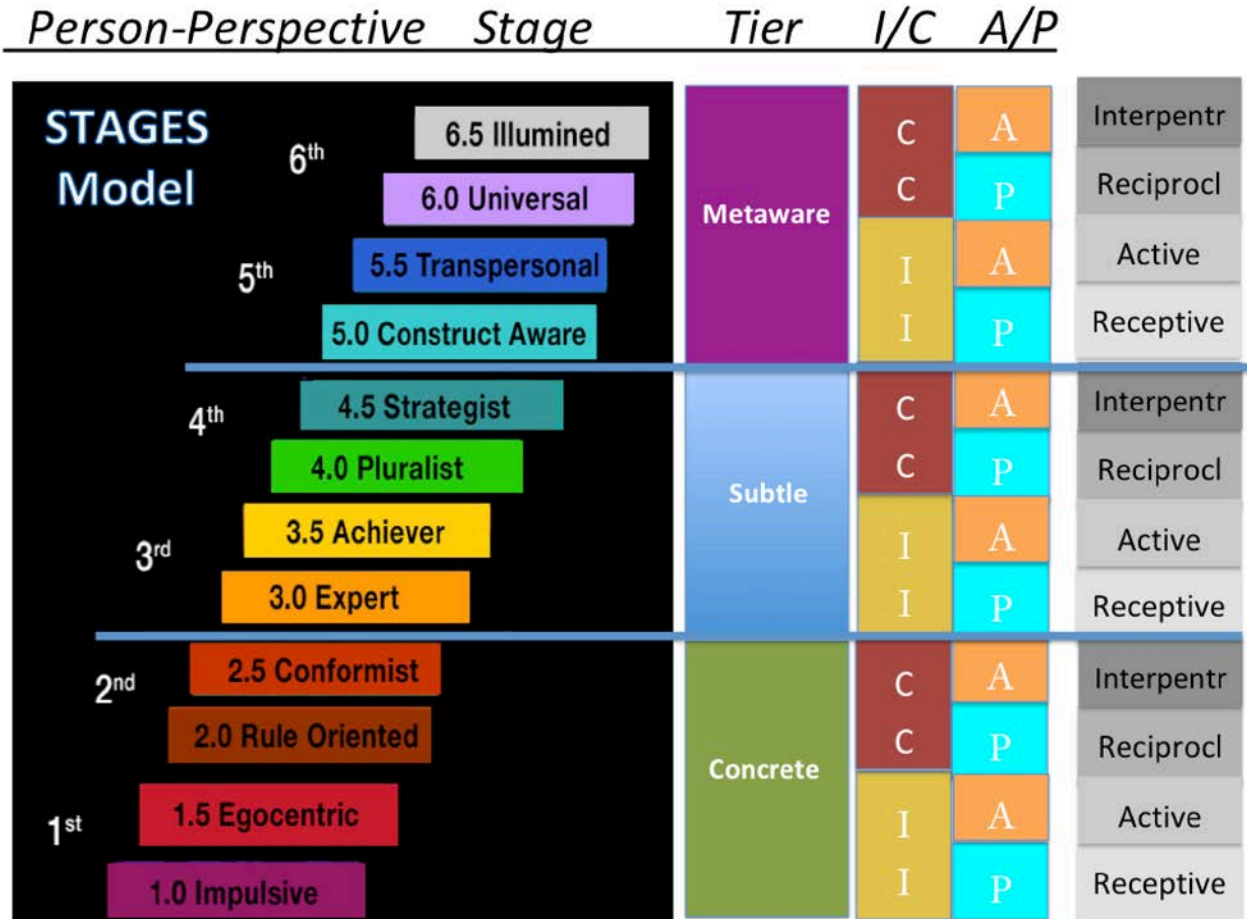 Person-Perspective Stage Tier I/C A/P
STAGES
Model
6th
6.5 Illumined
6.0 Universal
5th
5.5 Transpersonal
5.0 Construct Aware
4th
4.5 Strategist
4.0 Pluralist
3rd
3.5 Achiever
3.0 Expert
2nd
2.5 Conformist
2.0 Rule Oriented
1st
1.5 Egocentric
1.0 Impulsive
Metaware
Subtle
Concrete
C
C
I
I
C
C
I
I
C
C
I
I
A
P
A
P
A
P
A
P
A
P
A
P
Interpentr
Reciprocl
Active
Receptive
Interpentr
Reciprocl
Active
Receptive
Interpentr
Reciprocl
Active
Receptive